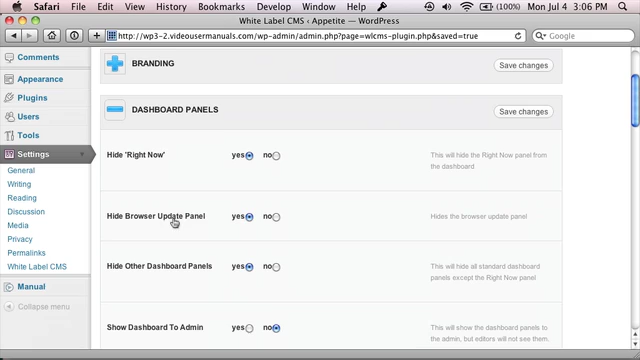 Safari File Edit View History Bookmarks Develop Window Help (100%) Mon Jul 4 3:06 PM
White Label CMS ‹ Appetite — WordPress
http://wp3-2.videousermanuals.com/wp-admin/admin.php?page=wlcms-plugin.php&saved=true
Google
Comments
Appearance
Plugins
Users
Tools
Settings
General
Writing
Reading
Discussion
Media
Privacy
Permalinks
White Label CMS
Manual
Collapse menu
BRANDING
Save changes
DASHBOARD PANELS
Save changes
Hide 'Right Now' yes no
This will hide the Right Now panel from
the dashboard
Hide Browser Update Panel yes no
Hides the browser update panel
Hide Other Dashboard Panels yes no
This will hide all standard dashboard
panels except the Right Now panel
Show Dashboard To Admin yes no
This will show the dashboard panels to
the admin, but editors will not see them.